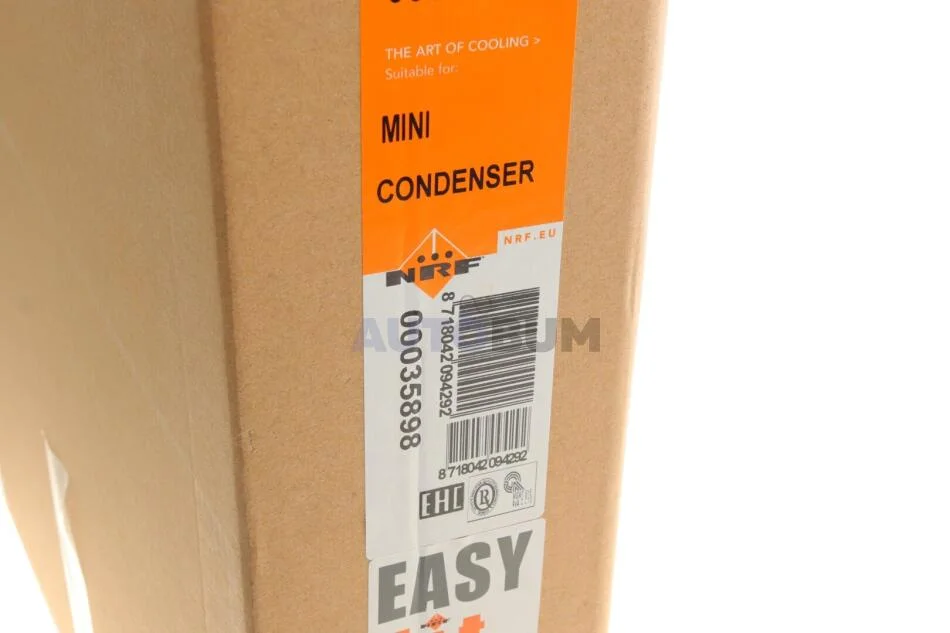 THE ART OF COOLING >
Suitable for:
MINI
CONDENSER
NRF.EU
NRF
8 718042 094292
00035898
8 718042 094292
EAC
EASY
AUTOBUM